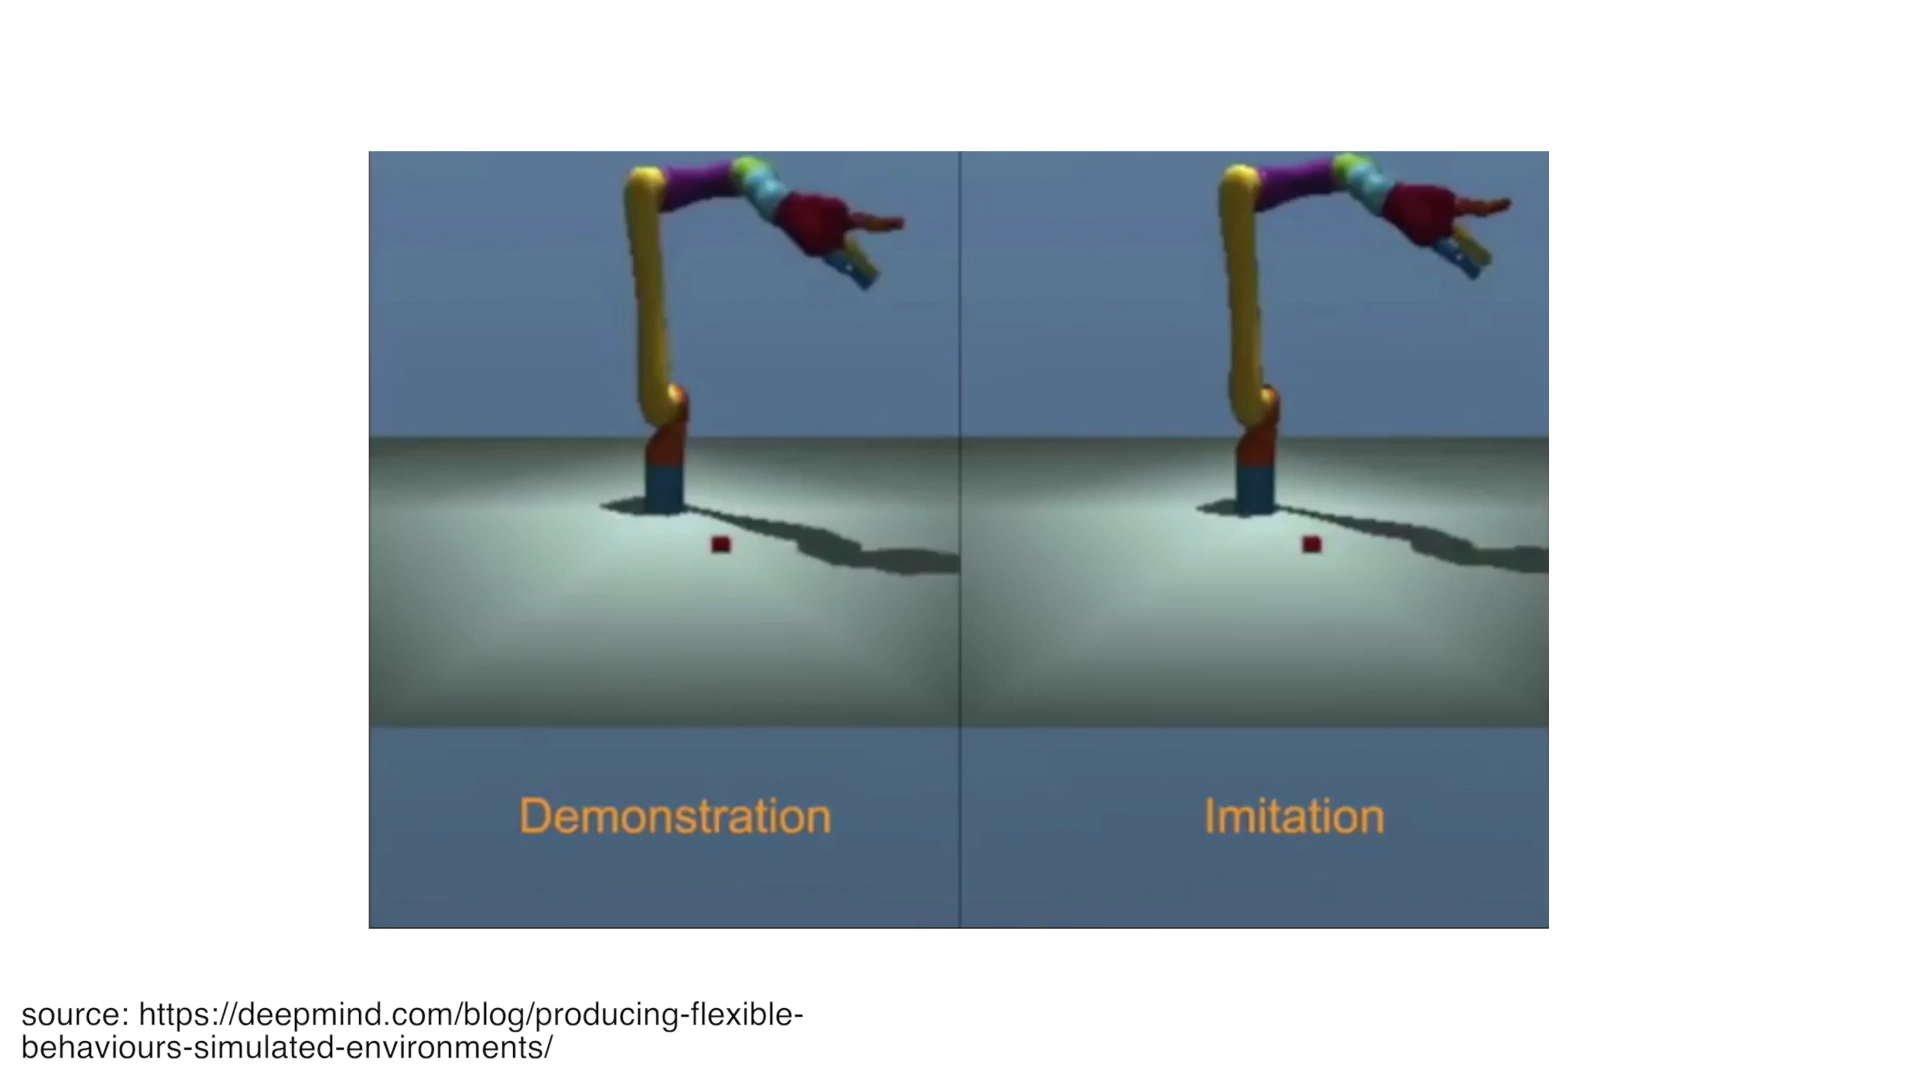 Demonstration
Imitation
source: https://deepmind.com/blog/producing-flexible-
behaviours-simulated-environments/